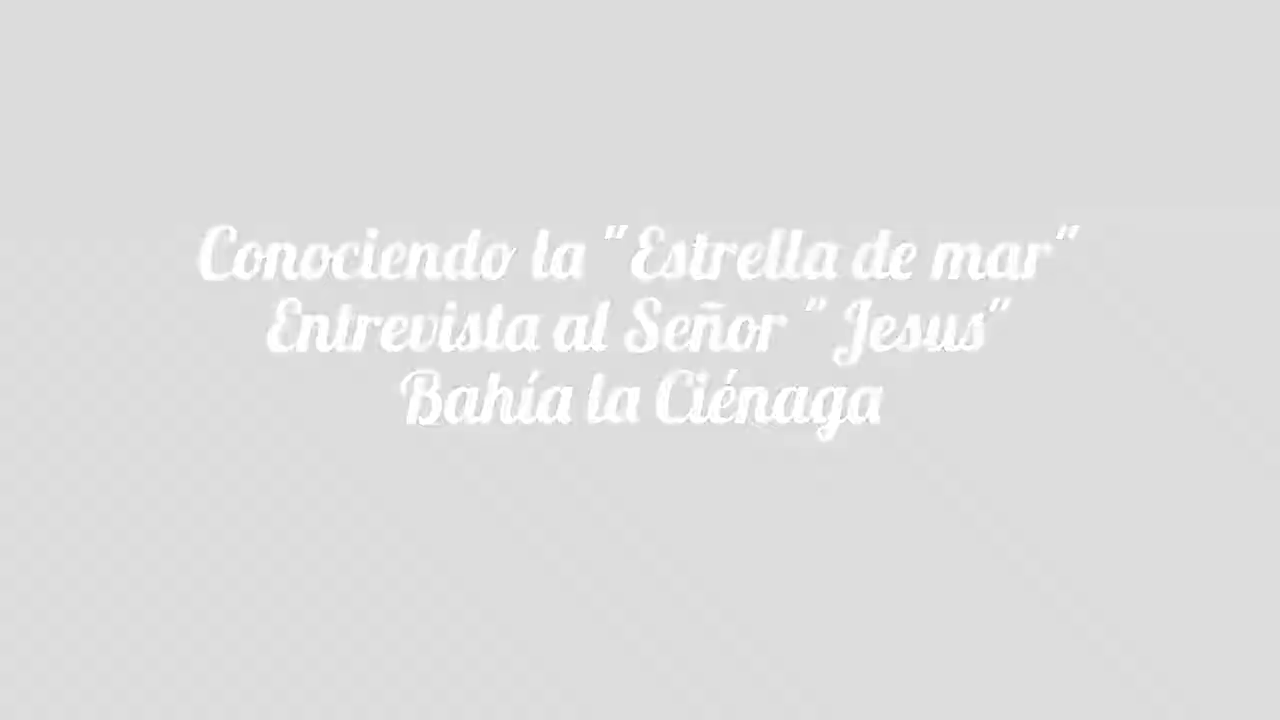 Conociendo la "Estrella de mar"
Entrevista al Señor " Jesus"
Bahía la Ciénaga